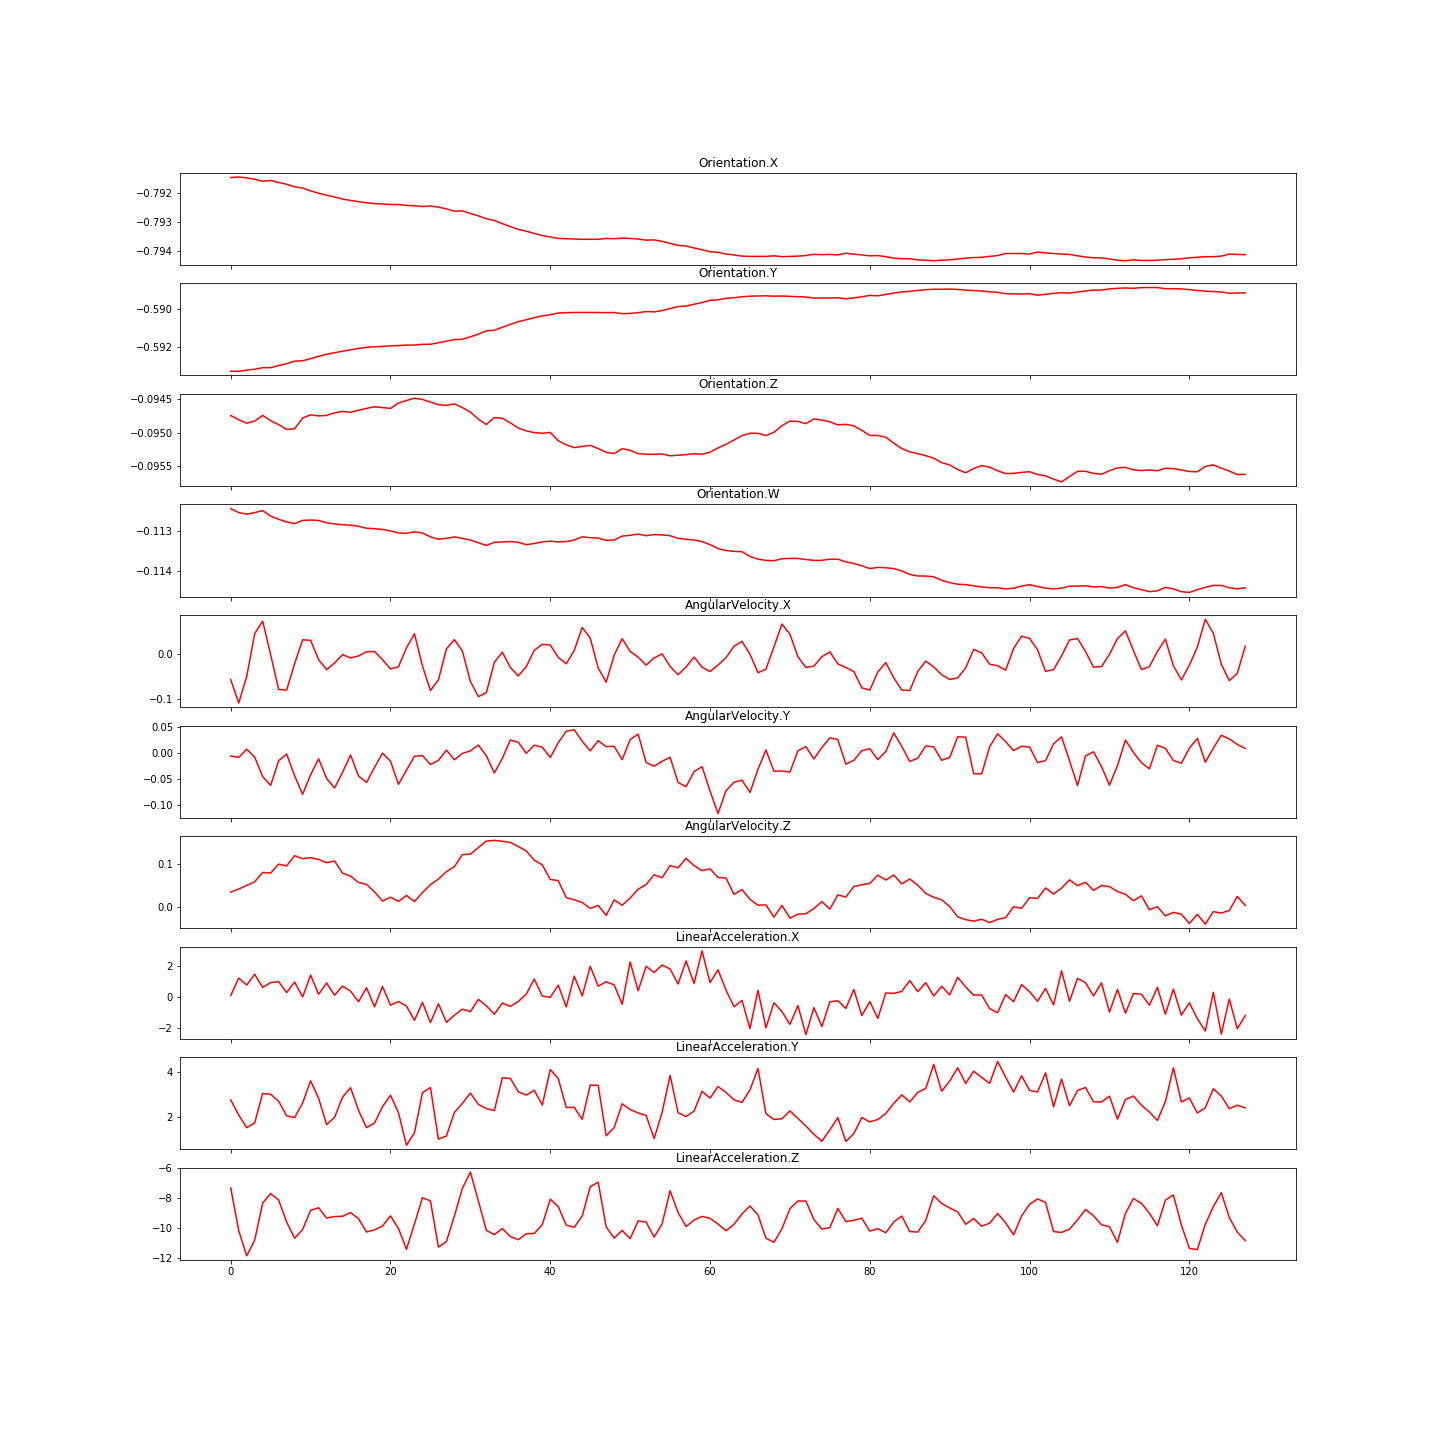 Orientation.X
−0.792
−0.793
−0.794
Orientation.Y
−0.590
−0.592
Orientation.Z
−0.0945
−0.0950
−0.0955
Orientation.W
−0.113
−0.114
AngularVelocity.X
0.0
−0.1
AngularVelocity.Y
0.05
0.00
−0.05
−0.10
AngularVelocity.Z
0.1
0.0
LinearAcceleration.X
2
0
−2
LinearAcceleration.Y
4
2
LinearAcceleration.Z
−6
−8
−10
−12
0 20 40 60 80 100 120